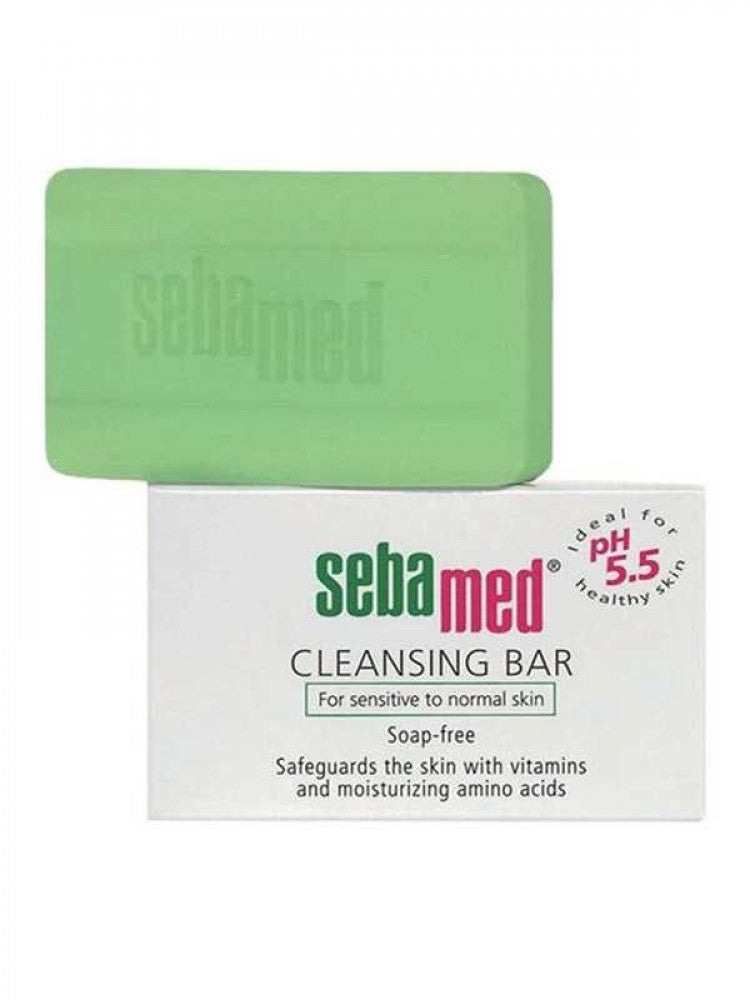 sebamed
sebamed®
Ideal for
pH
5.5
healthy skin
CLEANSING BAR
For sensitive to normal skin
Soap-free
Safeguards the skin with vitamins
and moisturizing amino acids